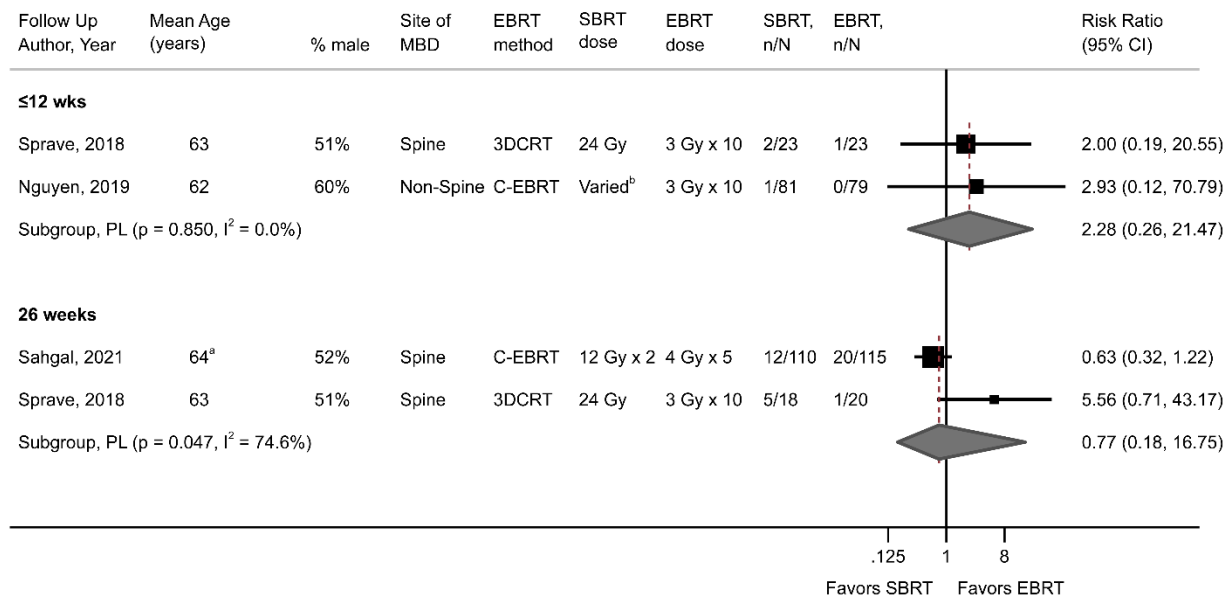 Follow Up Mean Age Site of EBRT SBRT EBRT SBRT, EBRT, Risk Ratio
Author, Year (years) % male MBD method dose dose n/N n/N (95% CI)
≤12 wks
Sprave, 2018 63 51% Spine 3DCRT 24 Gy 3 Gy x 10 2/23 1/23 2.00 (0.19, 20.55)
Nguyen, 2019 62 60% Non-Spine C-EBRT Variedᵇ 3 Gy x 10 1/81 0/79 2.93 (0.12, 70.79)
Subgroup, PL (p = 0.850, I² = 0.0%) 2.28 (0.26, 21.47)
26 weeks
Sahgal, 2021 64ᵃ 52% Spine C-EBRT 12 Gy x 2 4 Gy x 5 12/110 20/115 0.63 (0.32, 1.22)
Sprave, 2018 63 51% Spine 3DCRT 24 Gy 3 Gy x 10 5/18 1/20 5.56 (0.71, 43.17)
Subgroup, PL (p = 0.047, I² = 74.6%) 0.77 (0.18, 16.75)
.125 1 8
Favors SBRT Favors EBRT